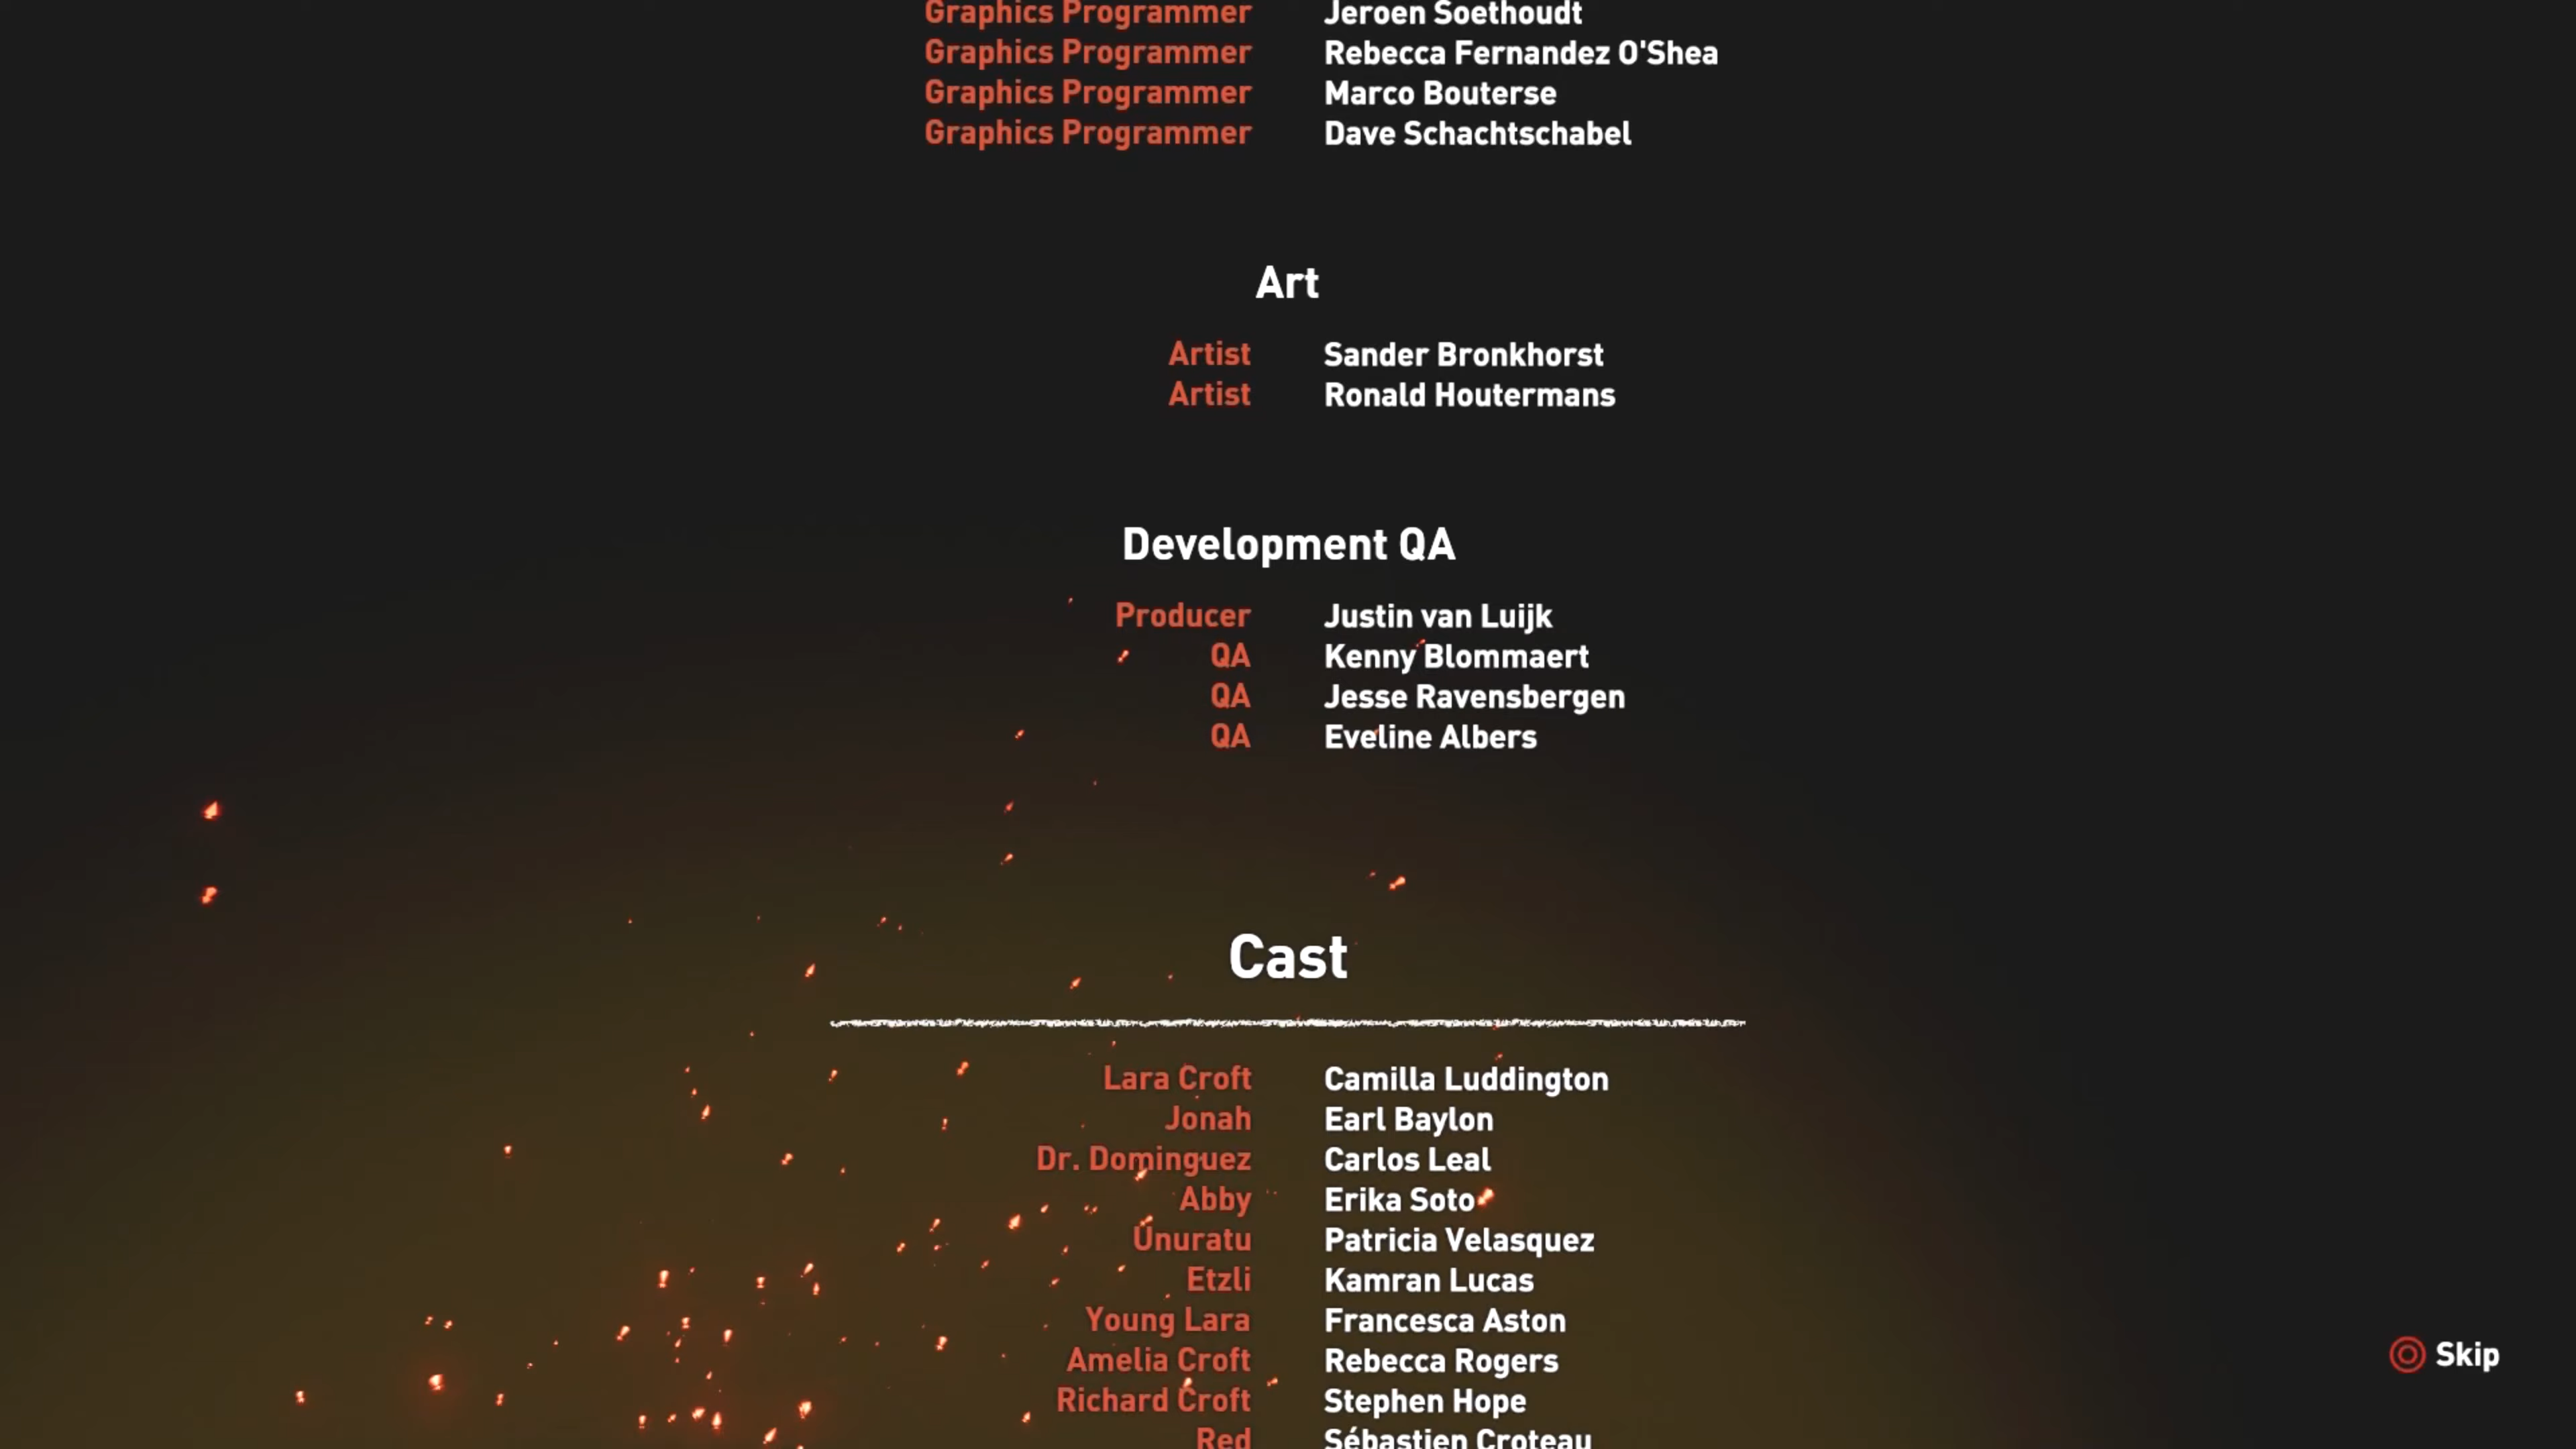 Graphics Programmer Jeroen Soethoudt
Graphics Programmer Rebecca Fernandez O'Shea
Graphics Programmer Marco Bouterse
Graphics Programmer Dave Schachtschabel
Art
Artist Sander Bronkhorst
Artist Ronald Houtermans
Development QA
Producer Justin van Luijk
QA Kenny Blommaert
QA Jesse Ravensbergen
QA Eveline Albers
Cast
Lara Croft Camilla Luddington
Jonah Earl Baylon
Dr. Dominguez Carlos Leal
Abby Erika Soto
Unuratu Patricia Velasquez
Etzli Kamran Lucas
Young Lara Francesca Aston
Skip
Amelia Croft Rebecca Rogers
Richard Croft Stephen Hope
Red Sébastien Croteau